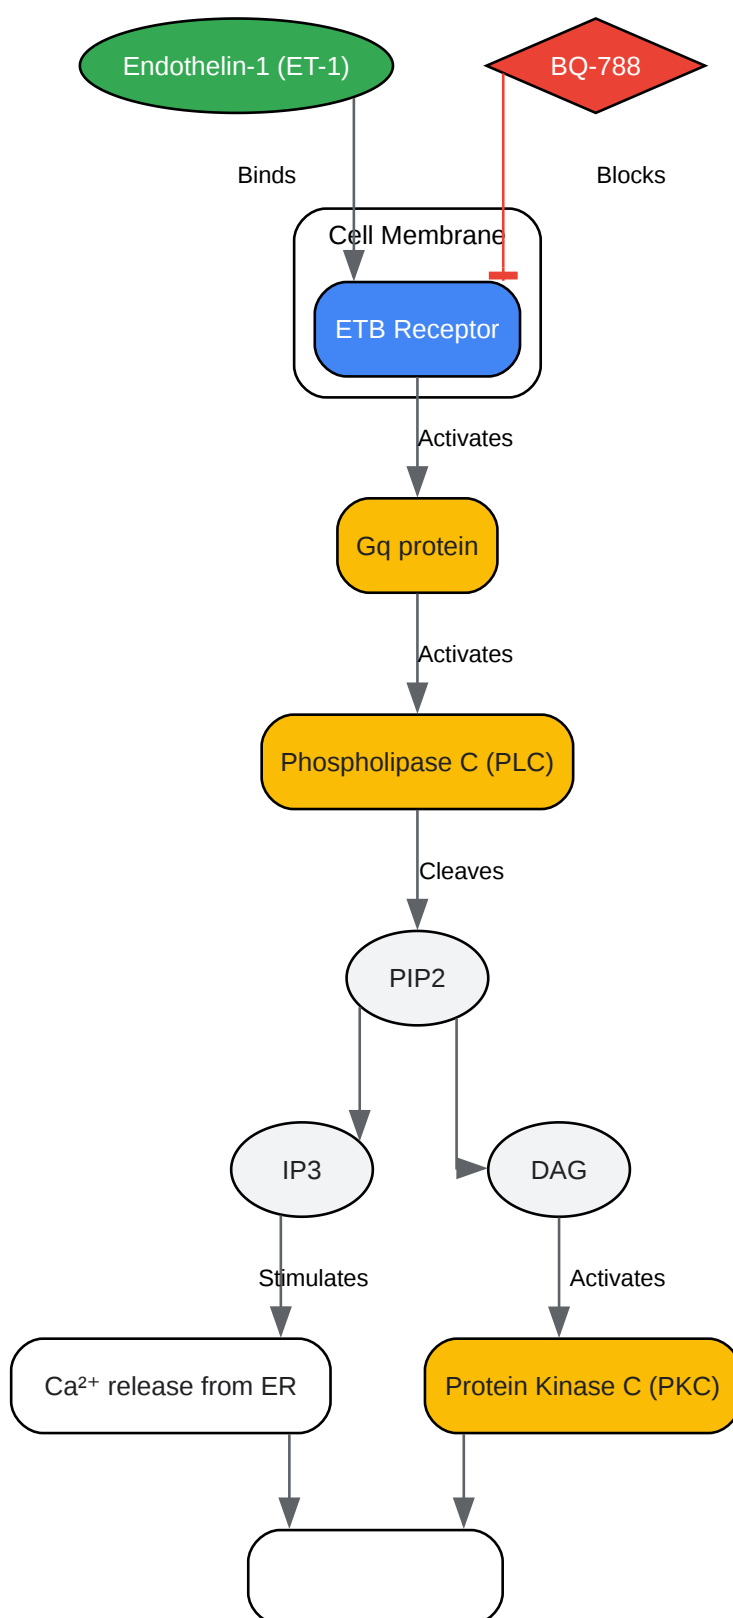 Endothelin-1 (ET-1)
BQ-788
Binds
Blocks
Cell Membrane
ETB Receptor
Activates
Gq protein
Activates
Phospholipase C (PLC)
Cleaves
PIP2
IP3
DAG
Stimulates
Activates
Ca²⁺ release from ER
Protein Kinase C (PKC)